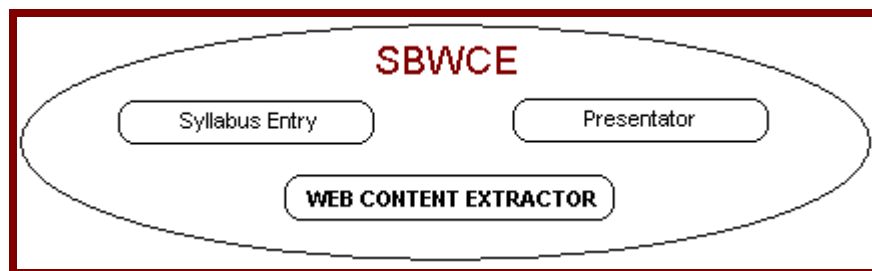 SBWCE
Syllabus Entry
Presentator
WEB CONTENT EXTRACTOR